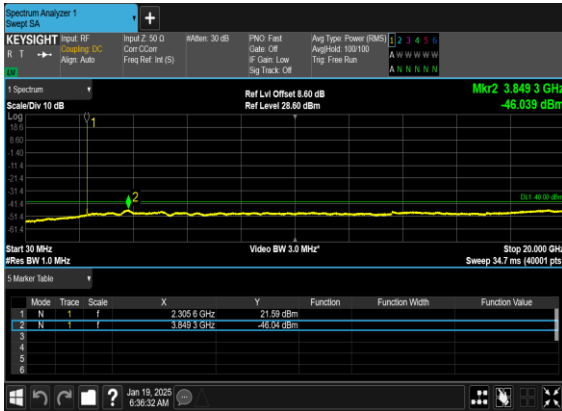 Spectrum Analyzer 1
Swept SA
KEYSIGHT
R T
LXI
Input: RF
Coupling: DC
Align: Auto
Input Z: 50 Ω
Corr CCorr
Freq Ref: Int (S)
#Atten: 30 dB
PNO: Fast
Gate: Off
IF Gain: Low
Sig Track: Off
Avg Type: Power (RMS)
Avg|Hold: 100/100
Trig: Free Run
1 2 3 4 5 6
A W W W W W
A N N N N N
1 Spectrum
Scale/Div 10 dB
Ref Lvl Offset 8.60 dB
Ref Level 28.60 dBm
Mkr2 3.849 3 GHz
-46.039 dBm
Log
18.6
8.60
-1.40
-11.4
-21.4
-31.4
-41.4
-51.4
-61.4
1
2
DL1 -40.00 dBm
Start 30 MHz
#Res BW 1.0 MHz
Video BW 3.0 MHz*
Stop 20.000 GHz
Sweep 34.7 ms (40001 pts)
5 Marker Table
Mode Trace Scale X Y Function Function Width Function Value
1 N 1 f 2.305 6 GHz 21.59 dBm
2 N 1 f 3.849 3 GHz -46.04 dBm
3
4
5
6
?
Jan 19, 2025
6:36:32 AM